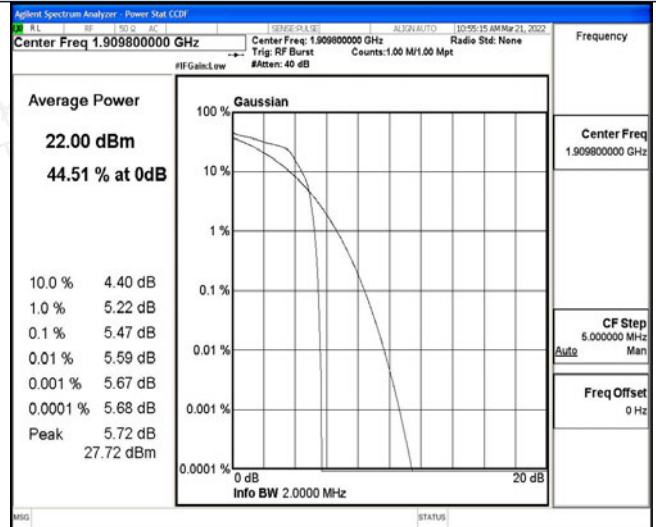 Agilent Spectrum Analyzer - Power Stat CCDF
RL RF 50 Ω AC SENSE:PULSE ALIGN AUTO 10:55:15 AM Mar 21, 2022
Center Freq 1.909800000 GHz
Center Freq: 1.909800000 GHz Radio Std: None
Trig: RF Burst Counts:1.00 M/1.00 Mpt
#IFGain:Low #Atten: 40 dB
Frequency
Average Power
22.00 dBm
44.51 % at 0dB
10.0 % 4.40 dB
1.0 % 5.22 dB
0.1 % 5.47 dB
0.01 % 5.59 dB
0.001 % 5.67 dB
0.0001 % 5.68 dB
Peak 5.72 dB
27.72 dBm
Gaussian
100 %
10 %
1 %
0.1 %
0.01 %
0.001 %
0.0001 %
0 dB 20 dB
Info BW 2.0000 MHz
Center Freq
1.909800000 GHz
CF Step
5.000000 MHz
Auto Man
Freq Offset
0 Hz
MSG STATUS